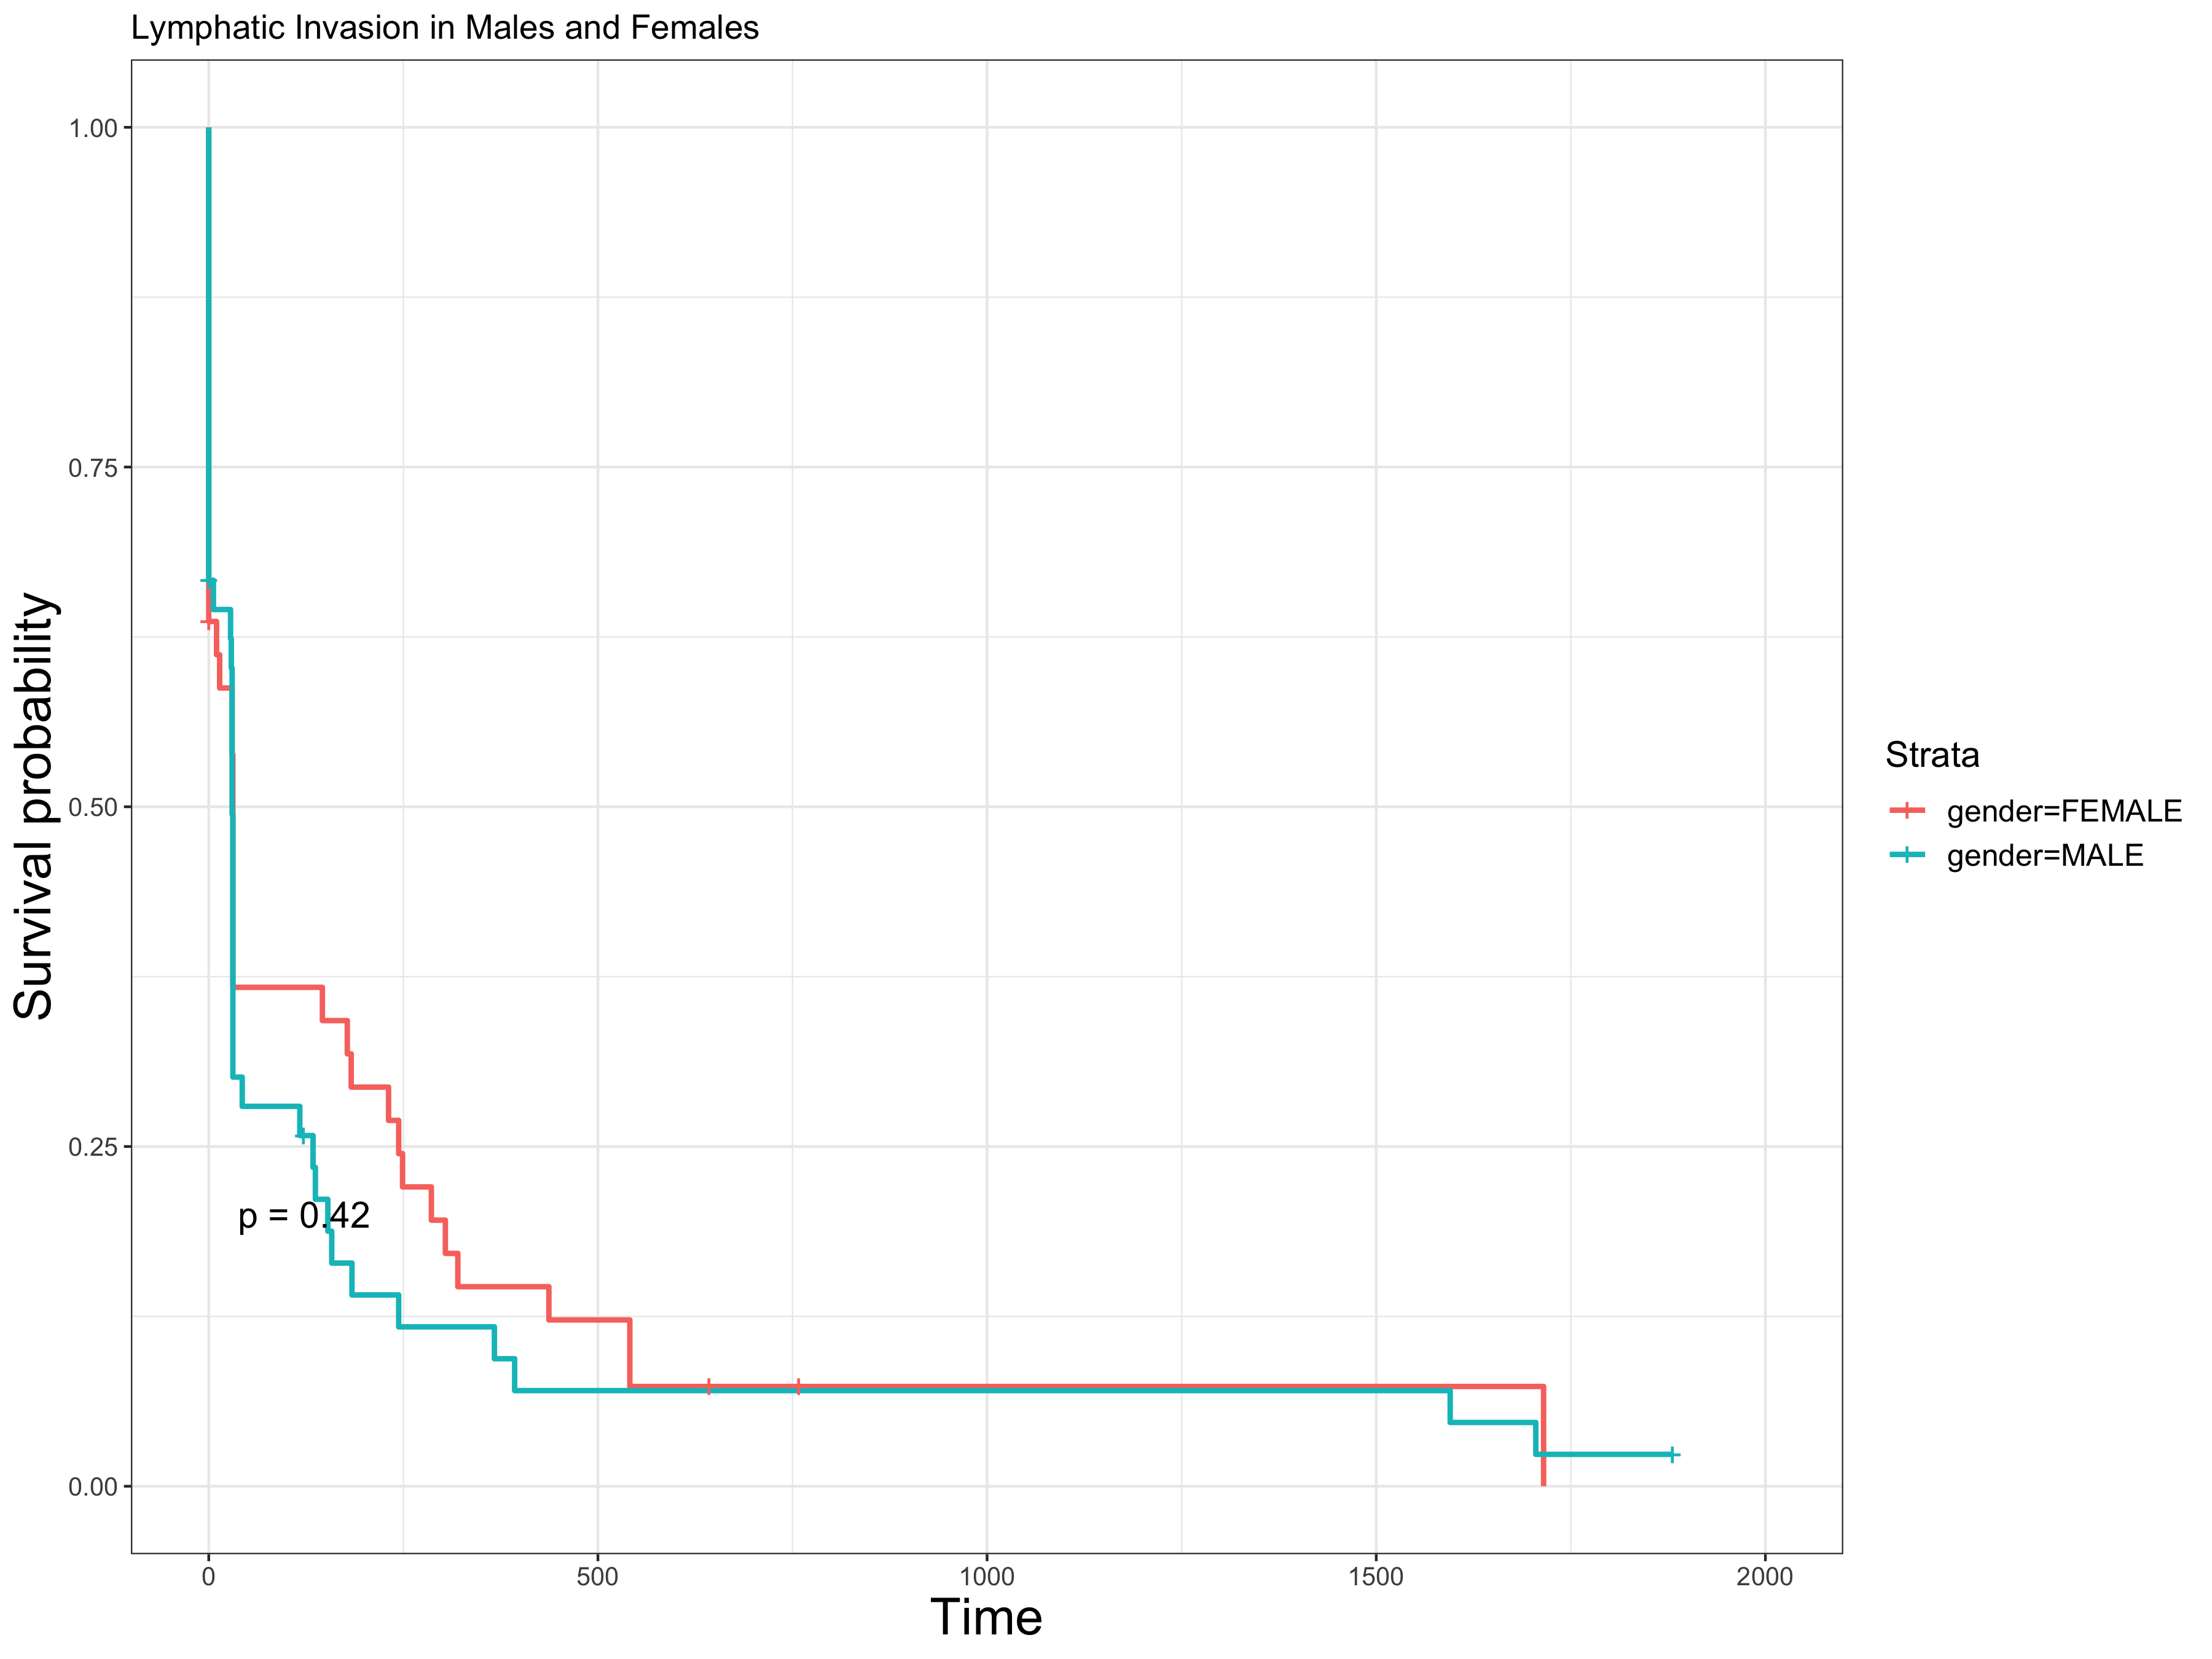 Lymphatic Invasion in Males and Females
1.00
0.75
0.50
0.25
0.00
Survival probability
p = 0.42
0 500 1000 1500 2000
Time
Strata
gender=FEMALE
gender=MALE